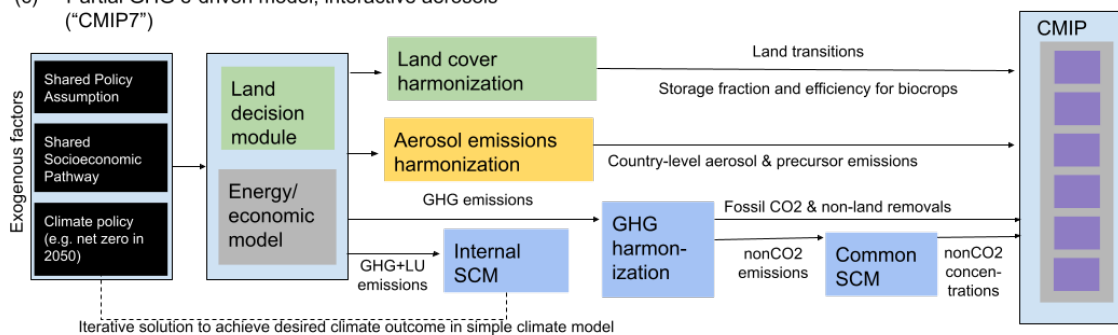 Partial GHG e-driven model, interactive aerosols
("CMIP7")
Exogenous factors
Shared Policy
Assumption
Shared
Socioeconomic
Pathway
Climate policy
(e.g. net zero in
2050)
Land
decision
module
Energy/
economic
model
Land cover
harmonization
Aerosol emissions
harmonization
GHG emissions
GHG+LU
emissions
Internal
SCM
GHG
harmon-
ization
Land transitions
Storage fraction and efficiency for biocrops
Country-level aerosol & precursor emissions
Fossil CO2 & non-land removals
nonCO2
emissions
Common
SCM
nonCO2
concen-
trations
CMIP
Iterative solution to achieve desired climate outcome in simple climate model